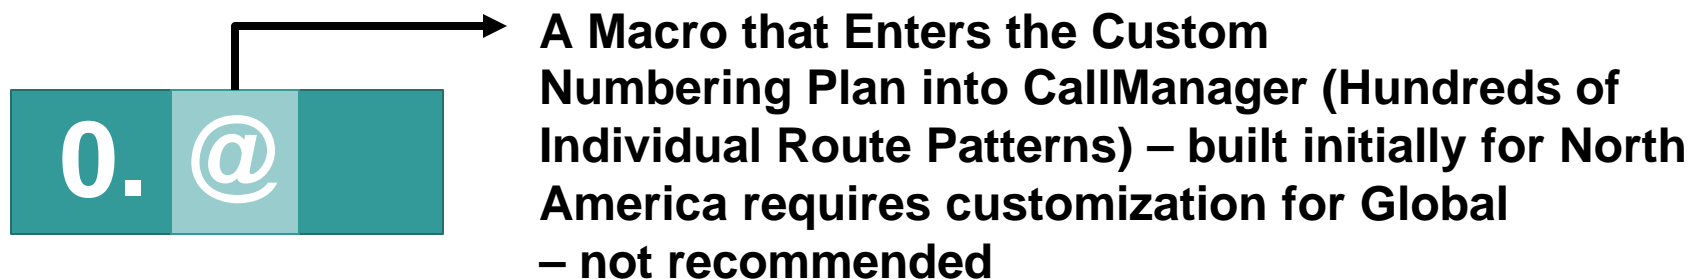 A Macro that Enters the Custom
Numbering Plan into CallManager (Hundreds of
0. @
Individual Route Patterns) – built initially for North
America requires customization for Global
– not recommended